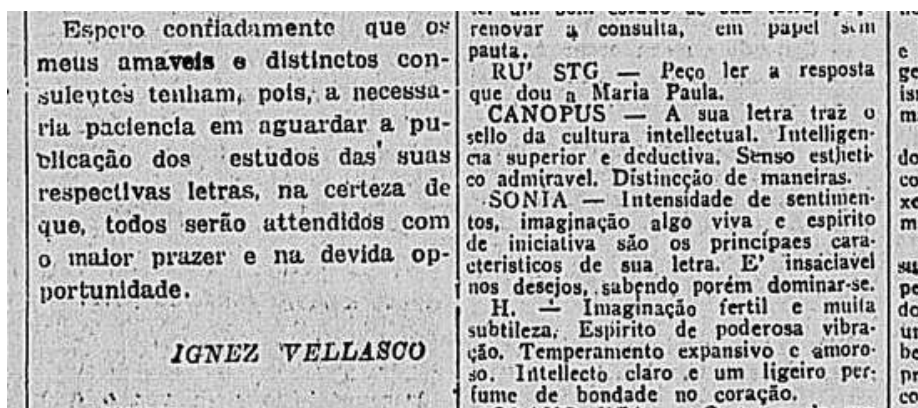 Espero confiadamente que os
meus amaveis e distinctos con-
sulentes tenham, pois, a necessa-
ria paciencia em aguardar a pu-
blicação dos estudos das suas
respectivas letras, na certeza de
que, todos serão attendidos com
o maior prazer e na devida op-
portunidade.
IGNEZ VELLASCO
renovar a consulta, em papel sem
pauta.
RU' STG — Peço ler a resposta
que dou a Maria Paula.
CANOPUS — A sua letra traz o
sello da cultura intellectual. Intelligen-
cia superior e deductiva. Senso estheti-
co admiravel. Distincção de maneiras.
SONIA — Intensidade de sentimen-
tos, imaginação algo viva e espirito
de iniciativa são os principaes cara-
cteristicos de sua letra. E' insaciavel
nos desejos, sabendo porém dominar-se.
H. — Imaginação fertil e muita
subtileza. Espirito de poderosa vibra-
ção. Temperamento expansivo e amoro-
so. Intellecto claro e um ligeiro per-
fume de bondade no coração.